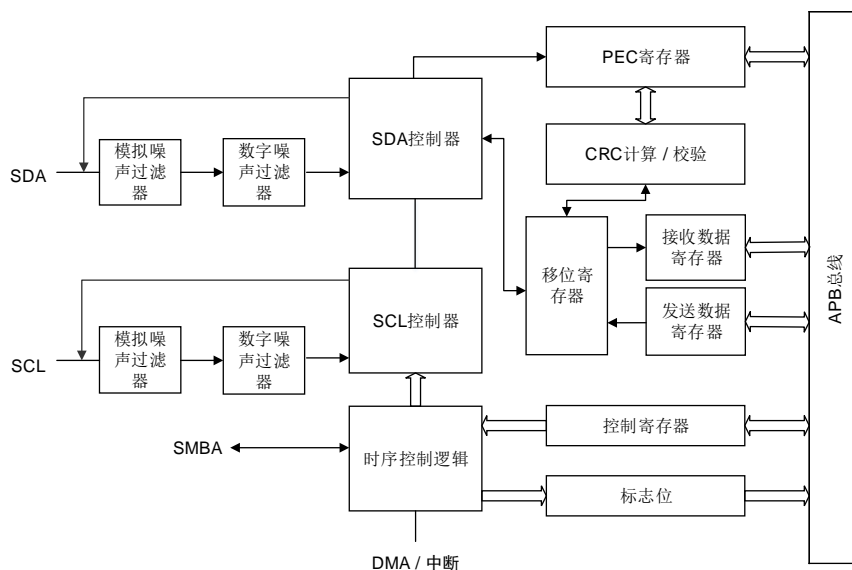 PEC寄存器
SDA控制器
CRC计算 / 校验
SDA
模拟噪
声过滤
器
数字噪
声过滤
器
移位寄
存器
接收数据
寄存器
发送数据
寄存器
APB总线
SCL控制器
SCL
模拟噪
声过滤
器
数字噪
声过滤
器
SMBA
时序控制逻辑
控制寄存器
标志位
DMA / 中断